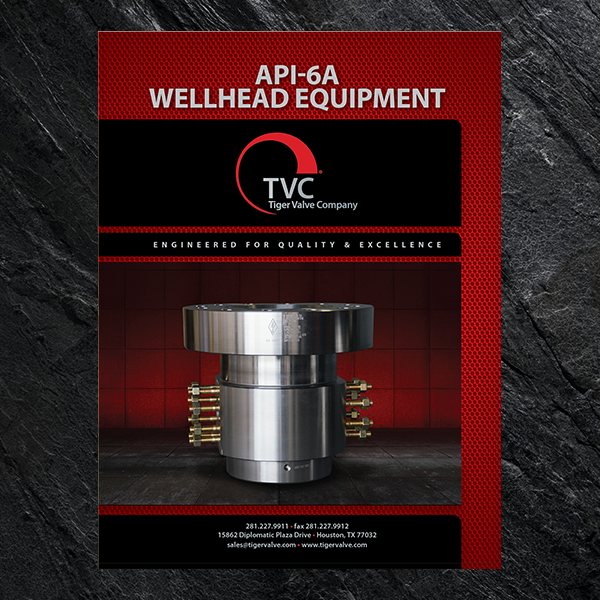 API-6A
WELLHEAD EQUIPMENT
TVC
Tiger Valve Company
ENGINEERED FOR QUALITY & EXCELLENCE
281.227.9911 • fax 281.227.9912
15862 Diplomatic Plaza Drive - Houston, TX 77032
sales@tigervalve.com • www.tigervalve.com